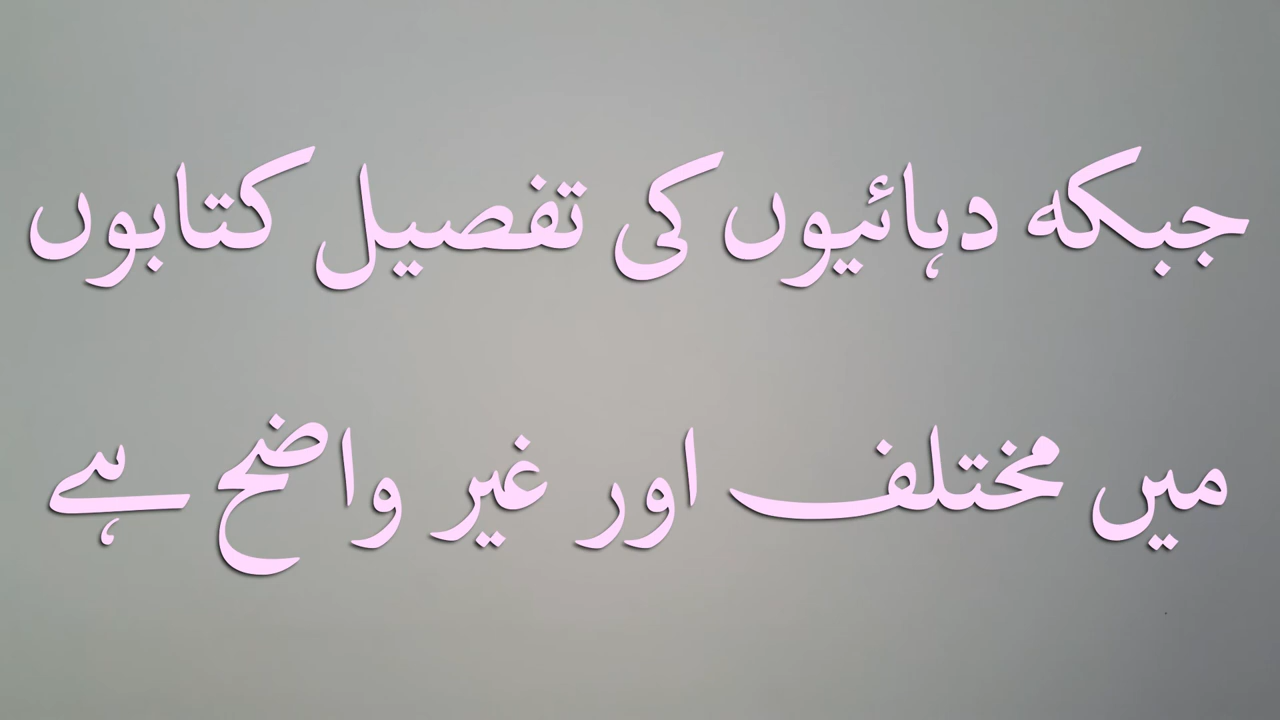 جبکہ دہائیوں کی تفصیل کتابوں
میں مختلف اور غیر واضح ہے